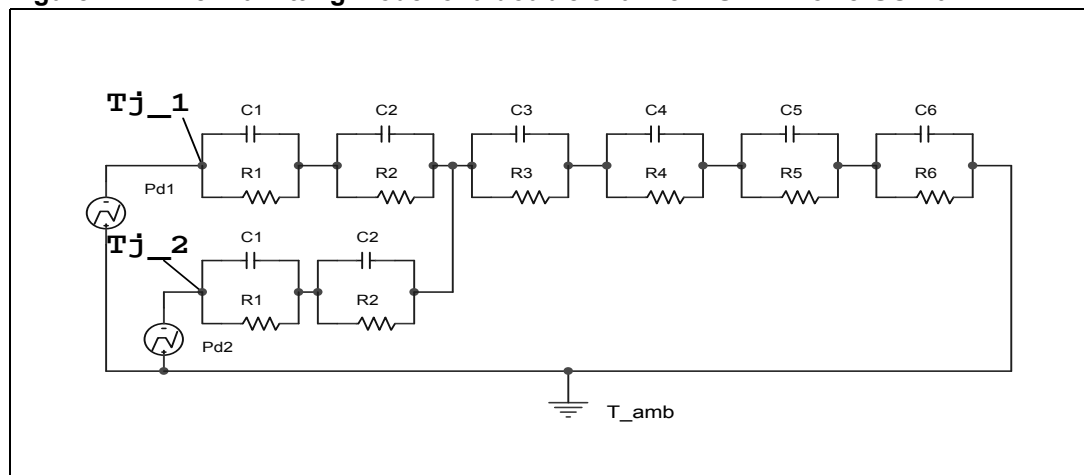 Tj_1
C1 C2 C3 C4 C5 C6
R1 R2 R3 R4 R5 R6
Pd1
Tj_2
C1 C2
R1 R2
Pd2
T_amb